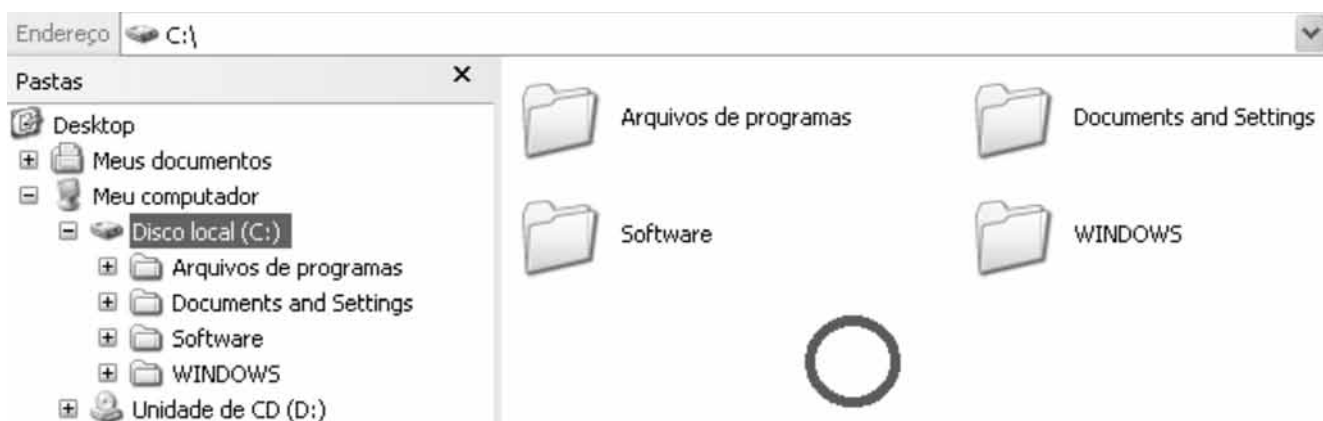 Endereço C:\
Pastas
Desktop
Meus documentos
Meu computador
Disco local (C:)
Arquivos de programas
Documents and Settings
Software
WINDOWS
Unidade de CD (D:)
Arquivos de programas
Documents and Settings
Software
WINDOWS